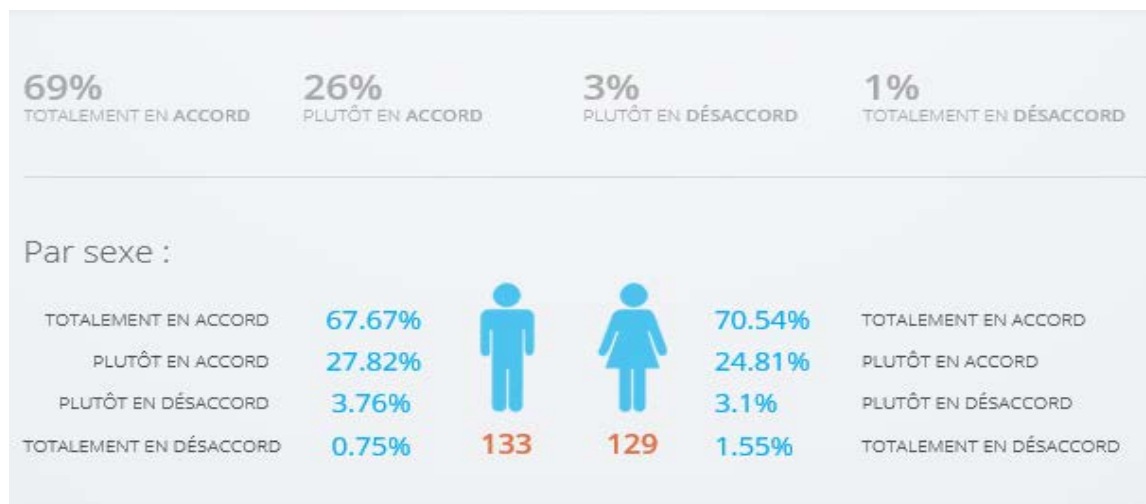 69% 26% 3% 1%
TOTALEMENT EN ACCORD PLUTÔT EN ACCORD PLUTÔT EN DÉSACCORD TOTALEMENT EN DÉSACCORD
Par sexe :
TOTALEMENT EN ACCORD 67.67% 70.54% TOTALEMENT EN ACCORD
PLUTÔT EN ACCORD 27.82% 24.81% PLUTÔT EN ACCORD
PLUTÔT EN DÉSACCORD 3.76% 3.1% PLUTÔT EN DÉSACCORD
TOTALEMENT EN DÉSACCORD 0.75% 133 129 1.55% TOTALEMENT EN DÉSACCORD